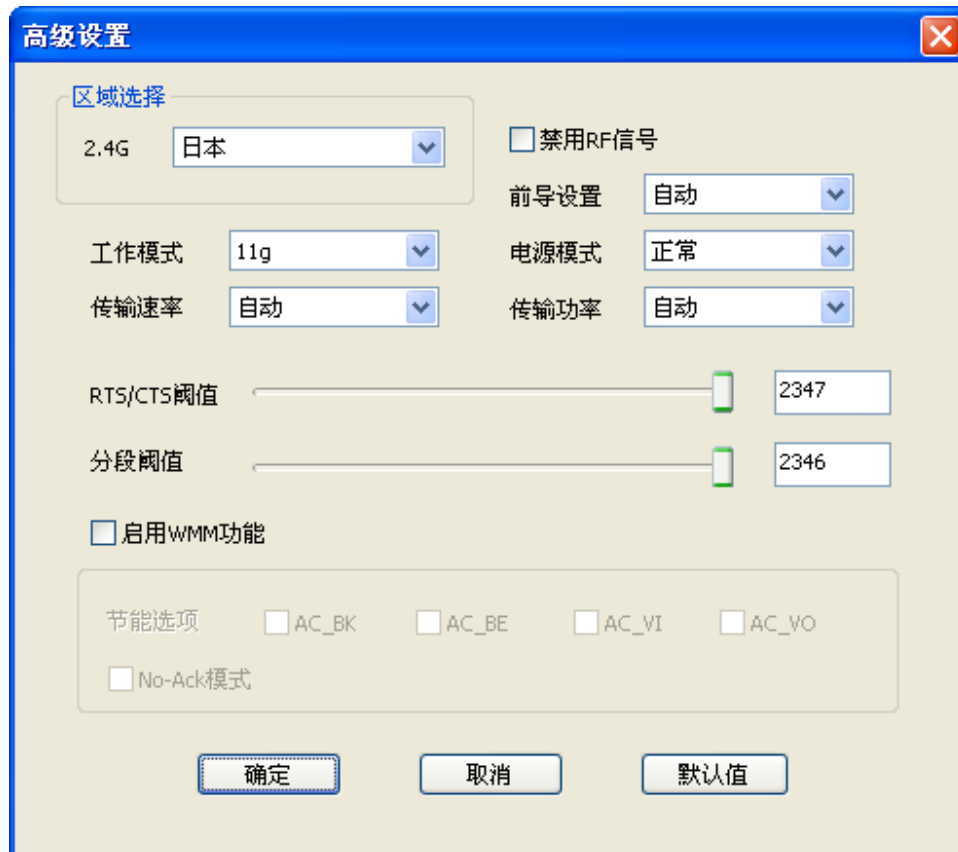 高级设置
区域选择
2.4G 日本
禁用RF信号
前导设置 自动
工作模式 11g
电源模式 正常
传输速率 自动
传输功率 自动
RTS/CTS阈值 2347
分段阈值 2346
启用WMM功能
节能选项 AC_BK AC_BE AC_VI AC_VO
No-Ack模式
确定 取消 默认值